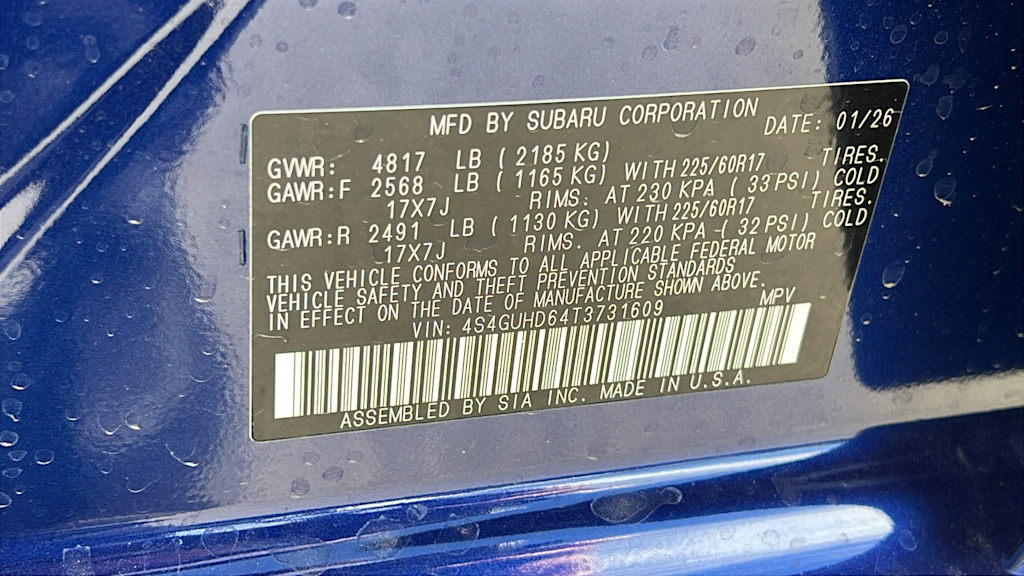 MFD BY SUBARU CORPORATION DATE: 01/26
GVWR: 4817 LB ( 2185 KG)
GAWR:F 2568 LB ( 1165 KG) WITH 225/60R17 TIRES.
17X7J RIMS. AT 230 KPA ( 33 PSI) COLD
GAWR:R 2491 LB ( 1130 KG) WITH 225/60R17 TIRES.
17X7J RIMS. AT 220 KPA ( 32 PSI) COLD
THIS VEHICLE CONFORMS TO ALL APPLICABLE FEDERAL MOTOR
VEHICLE SAFETY AND THEFT PREVENTION STANDARDS
IN EFFECT ON THE DATE OF MANUFACTURE SHOWN ABOVE.
VIN: 4S4GUHD64T3731609 MPV
ASSEMBLED BY SIA INC. MADE IN U.S.A.